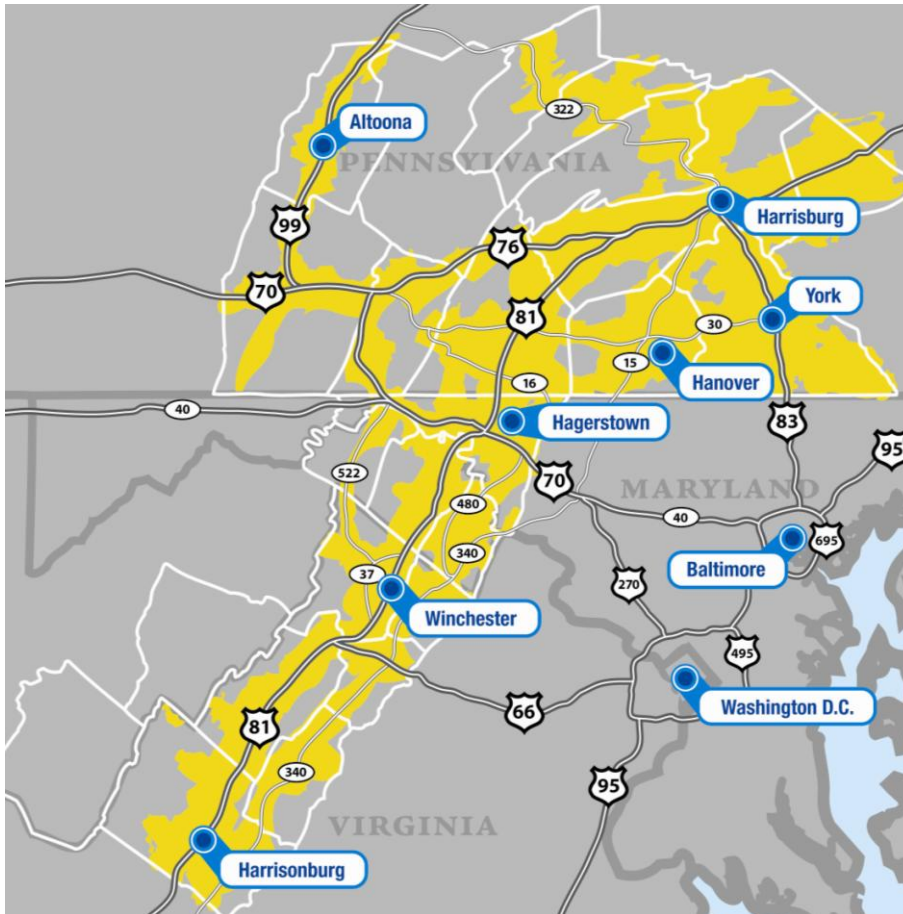 322
Altoona
PENNSYLVANIA
Harrisburg
99
76
70
81
York
30
15
Hanover
16
40
Hagerstown
83
95
522
70
MARYLAND
480
40
695
340
Baltimore
37
270
Winchester
495
Washington D.C.
66
81
340
95
VIRGINIA
Harrisonburg